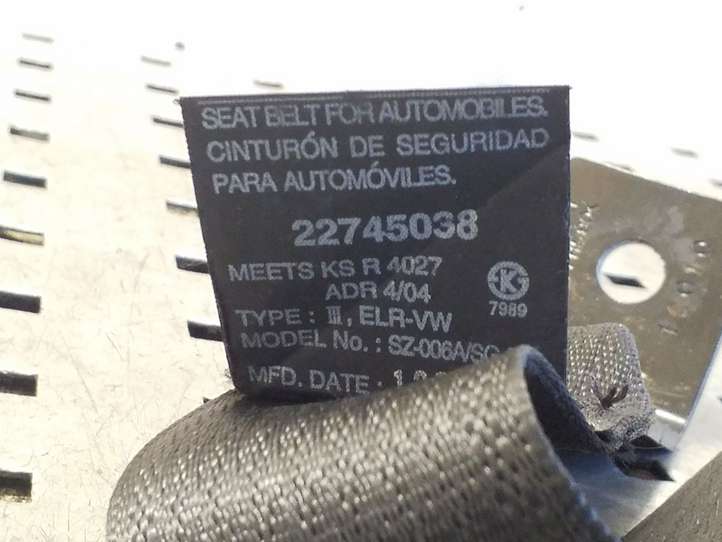 SEAT BELT FOR AUTOMOBILES.
CINTURÓN DE SEGURIDAD
PARA AUTOMÓVILES.
22745038
MEETS KS R 4027
ADR 4/04
K
7989
TYPE : III, ELR-VW
MODEL No. : SZ-006A/
MFD. DATE :